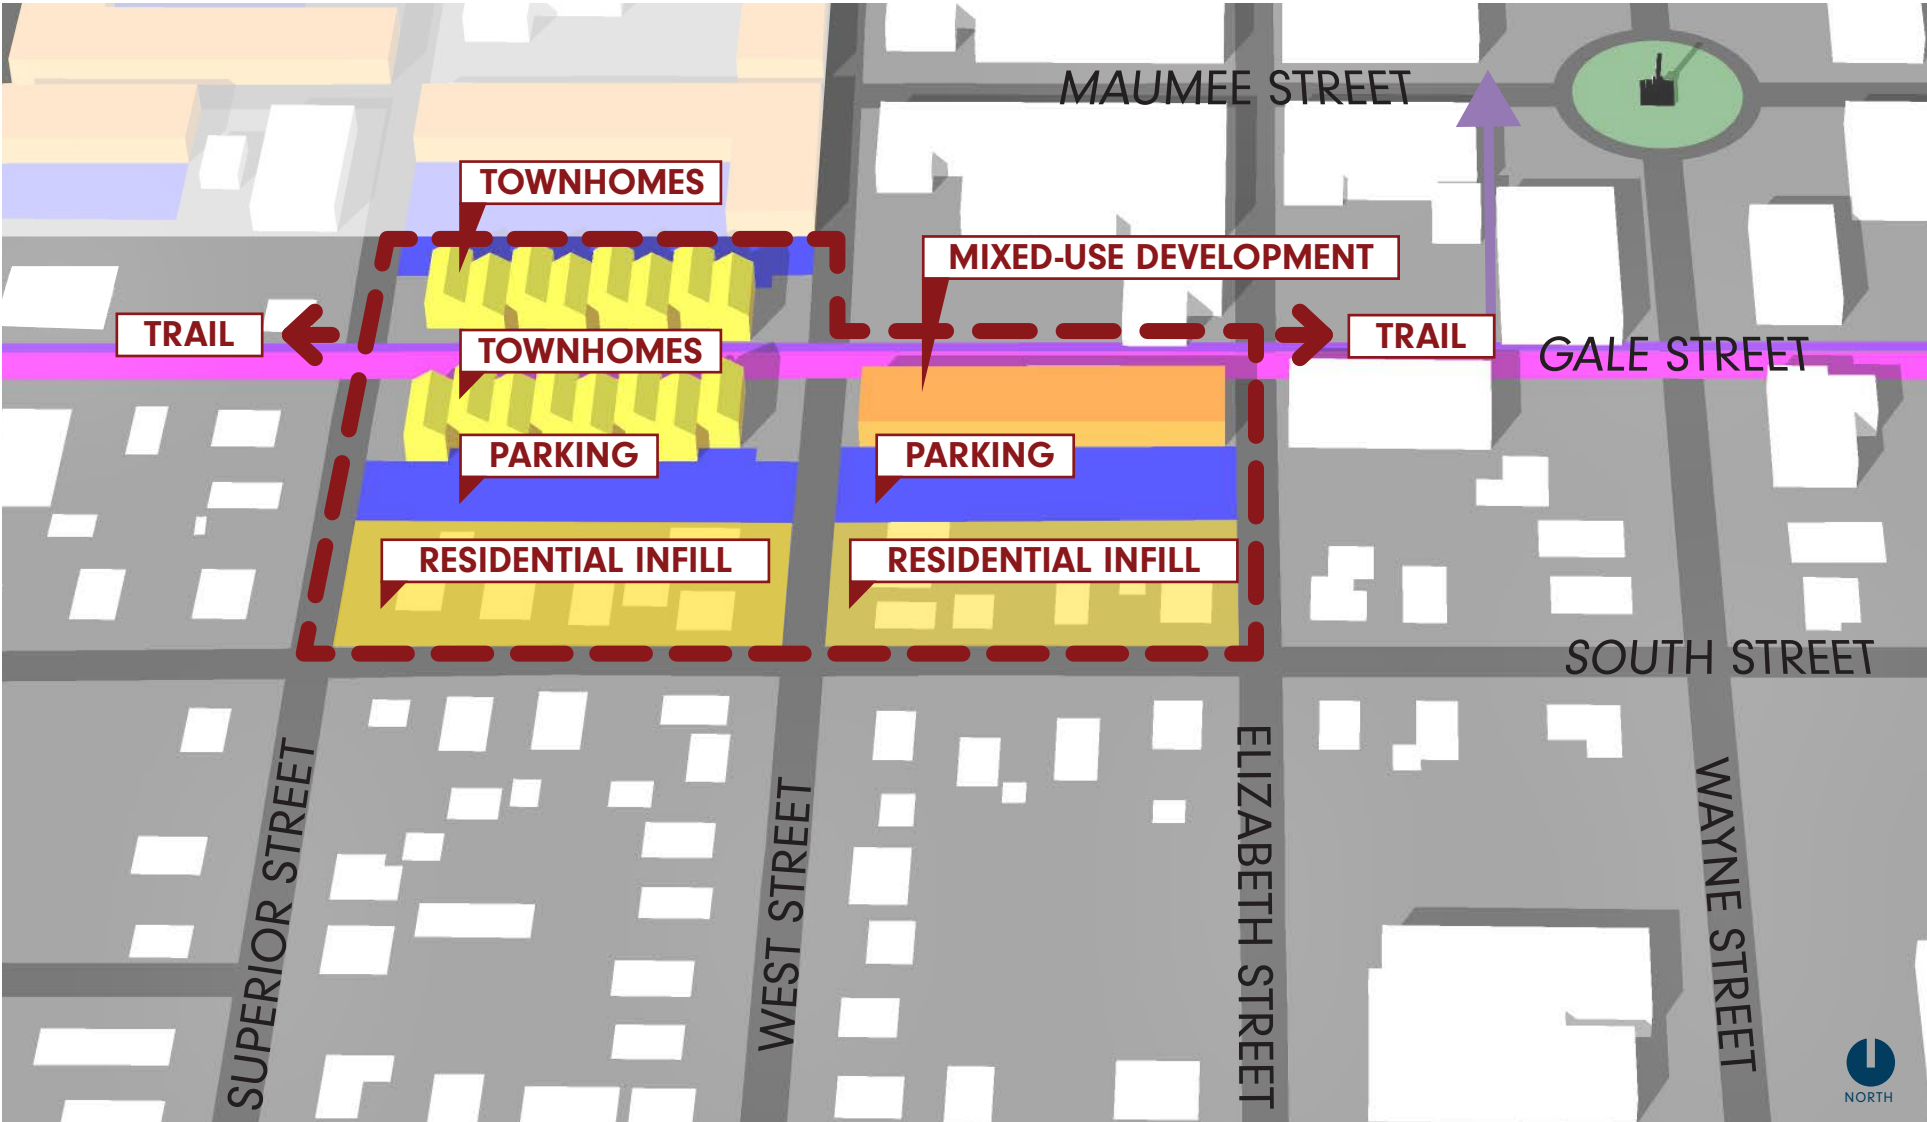 MAUMEE STREET
TOWNHOMES
MIXED-USE DEVELOPMENT
TRAIL
TRAIL
TOWNHOMES
GALE STREET
PARKING
PARKING
RESIDENTIAL INFILL
RESIDENTIAL INFILL
SOUTH STREET
SUPERIOR STREET
WEST STREET
ELIZABETH STREET
WAYNE STREET
NORTH